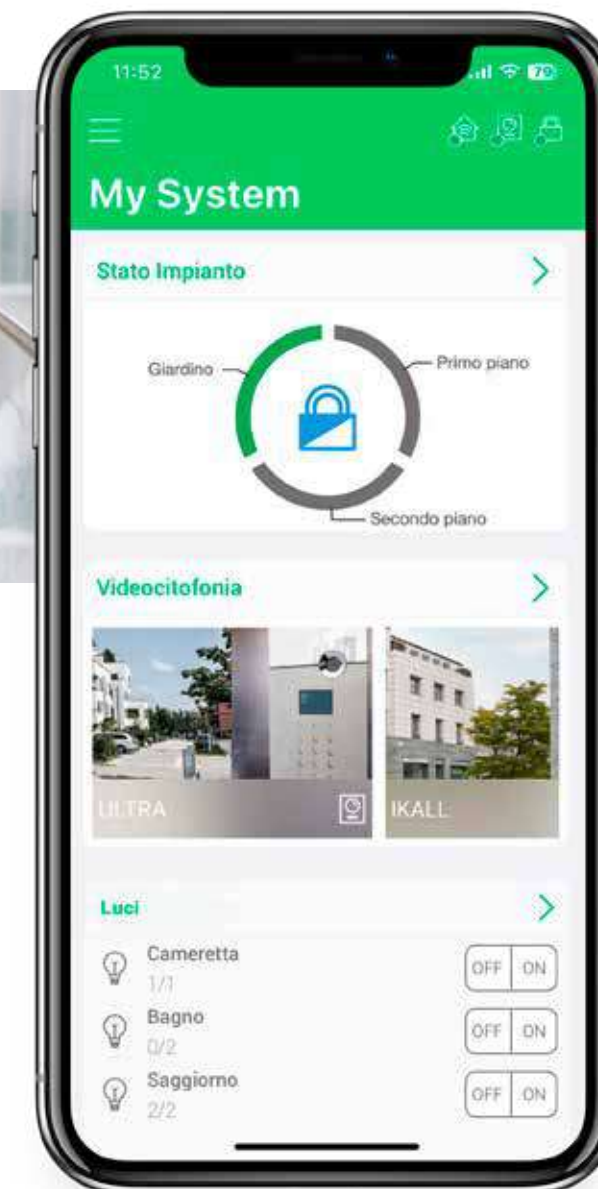 11:52
79
My System
Stato Impianto
Giardino
Primo piano
Secondo piano
Videocitofonia
ULTRA
IKALL
Luci
Cameretta
1/1
OFF ON
Bagno
0/2
OFF ON
Saggiorno
2/2
OFF ON